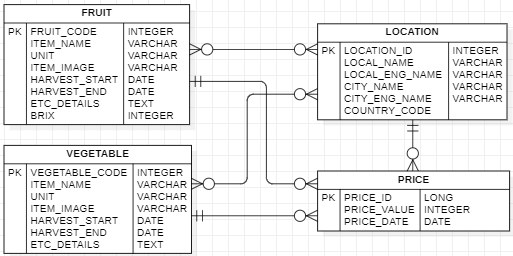 FRUIT
PK FRUIT_CODE INTEGER
ITEM_NAME VARCHAR
UNIT VARCHAR
ITEM_IMAGE VARCHAR
HARVEST_START DATE
HARVEST_END DATE
ETC_DETAILS TEXT
BRIX INTEGER
LOCATION
PK LOCATION_ID INTEGER
LOCAL_NAME VARCHAR
LOCAL_ENG_NAME VARCHAR
CITY_NAME VARCHAR
CITY_ENG_NAME VARCHAR
COUNTRY_CODE
VEGETABLE
PK VEGETABLE_CODE INTEGER
ITEM_NAME VARCHAR
UNIT VARCHAR
ITEM_IMAGE VARCHAR
HARVEST_START DATE
HARVEST_END DATE
ETC_DETAILS TEXT
PRICE
PK PRICE_ID LONG
PRICE_VALUE INTEGER
PRICE_DATE DATE